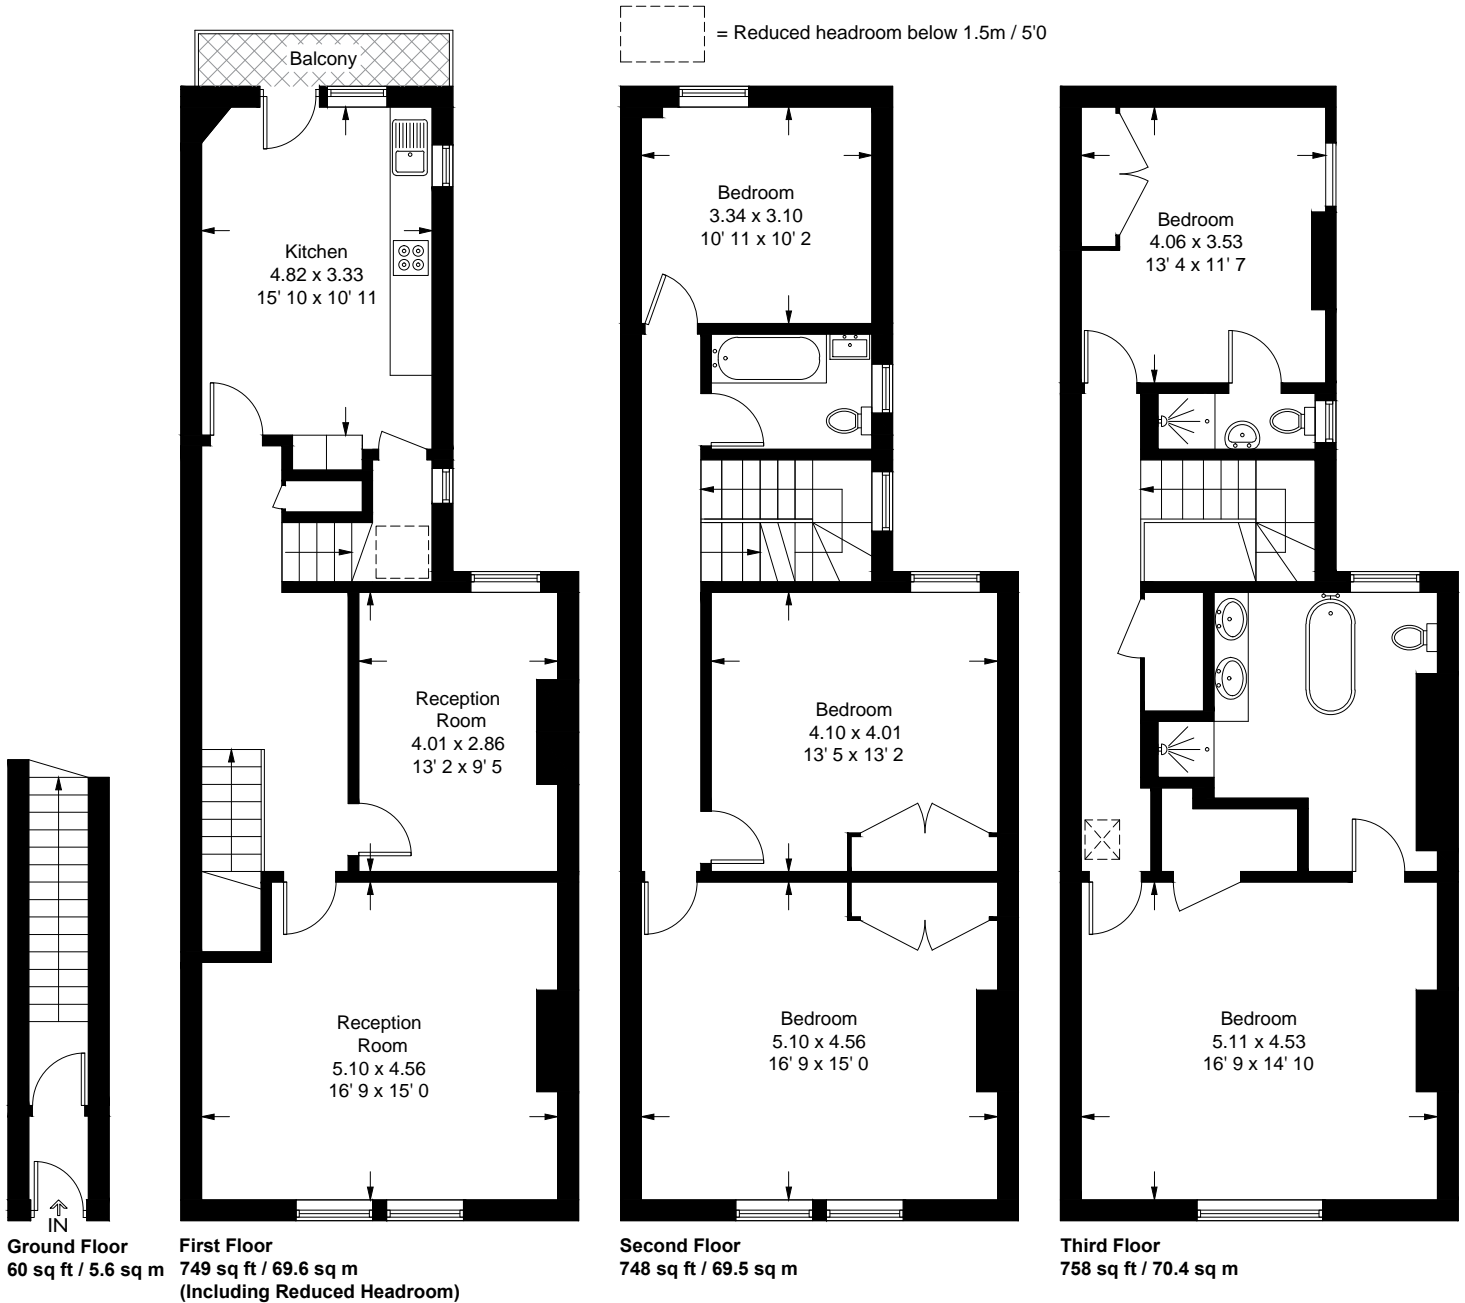 = Reduced headroom below 1.5m / 5'0
Balcony
Kitchen
4.82 x 3.33
15' 10 x 10' 11
Reception
Room
4.01 x 2.86
13' 2 x 9' 5
Reception
Room
5.10 x 4.56
16' 9 x 15' 0
Bedroom
3.34 x 3.10
10' 11 x 10' 2
Bedroom
4.10 x 4.01
13' 5 x 13' 2
Bedroom
5.10 x 4.56
16' 9 x 15' 0
Bedroom
4.06 x 3.53
13' 4 x 11' 7
Bedroom
5.11 x 4.53
16' 9 x 14' 10
IN
Ground Floor
60 sq ft / 5.6 sq m
First Floor
749 sq ft / 69.6 sq m
(Including Reduced Headroom)
Second Floor
748 sq ft / 69.5 sq m
Third Floor
758 sq ft / 70.4 sq m